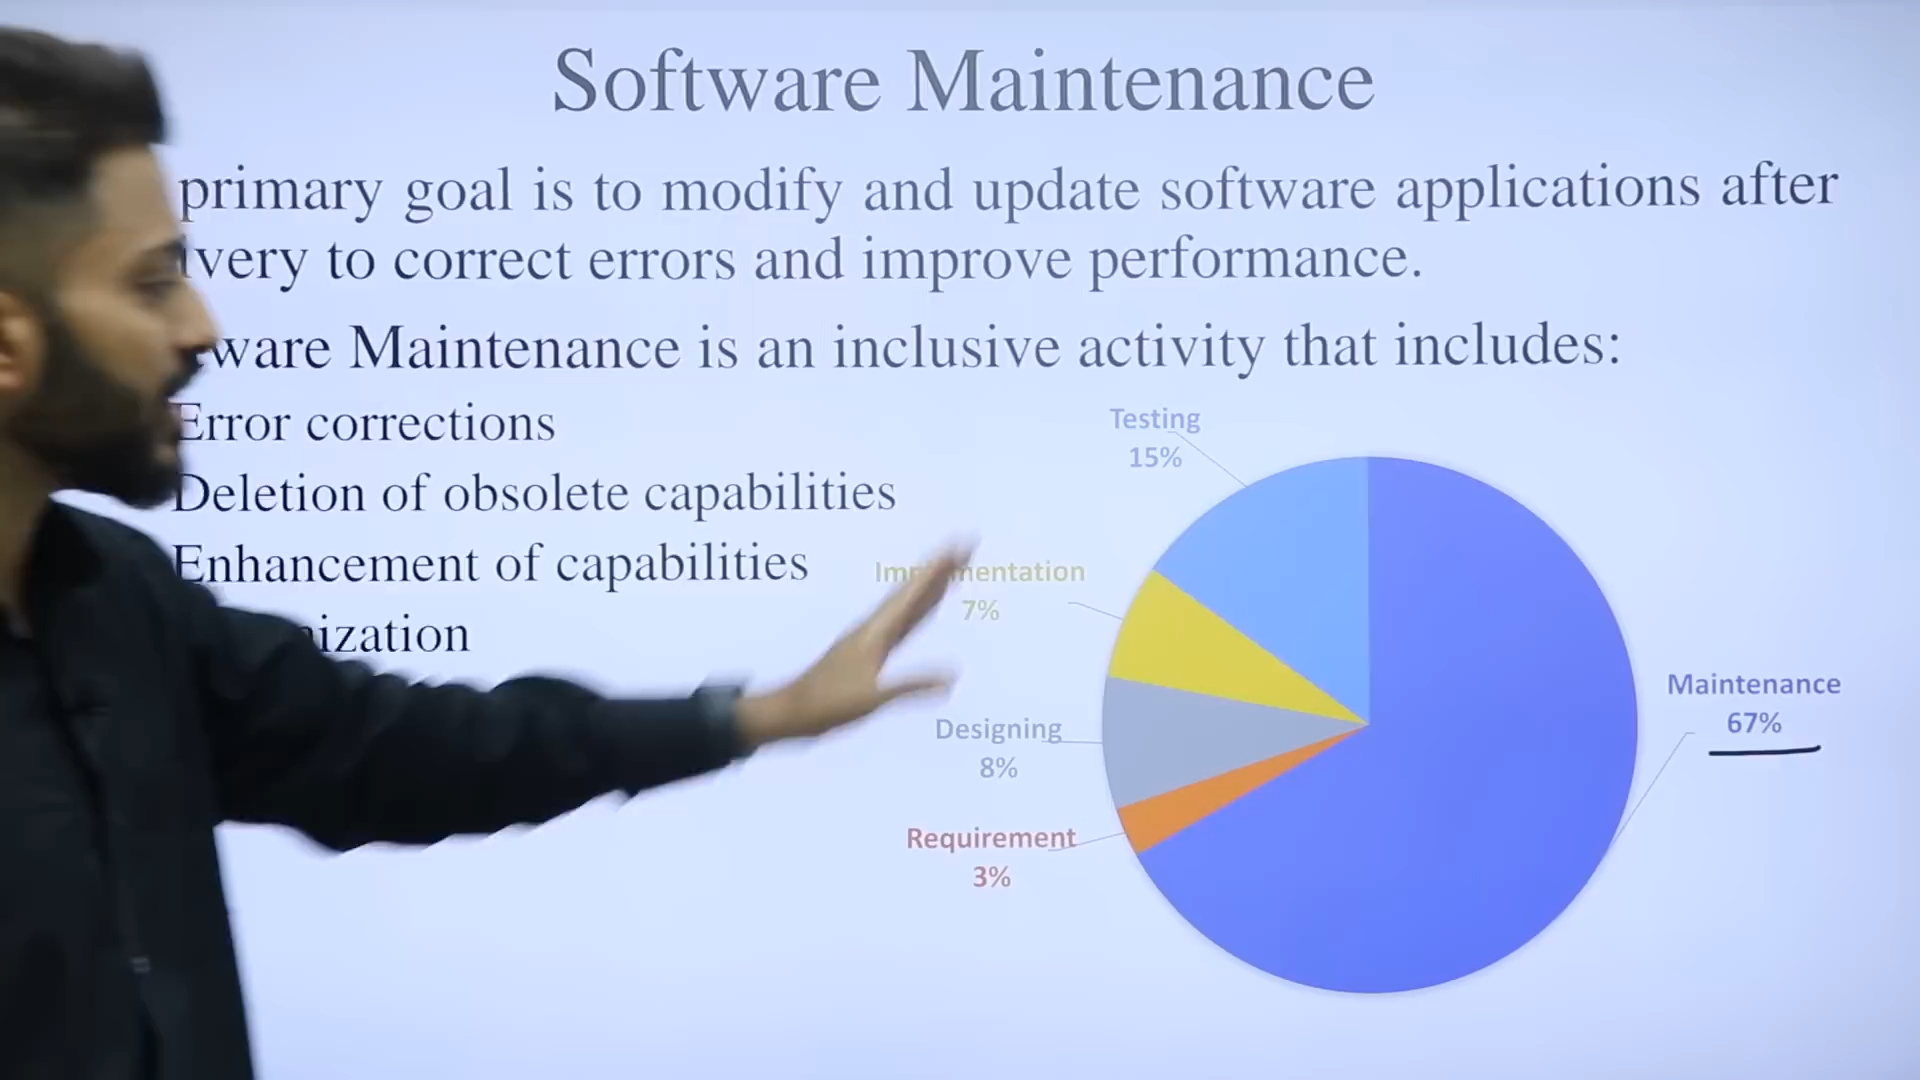 Software Maintenance
primary goal is to modify and update software applications after
very to correct errors and improve performance.
ware Maintenance is an inclusive activity that includes:
Error corrections
Deletion of obsolete capabilities
Enhancement of capabilities
ization
Testing
15%
7%
Designing
8%
Requirement
3%
Maintenance
67%